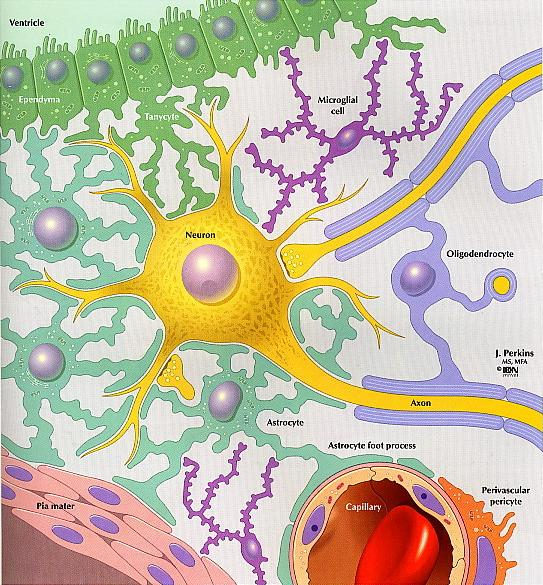 Ventricle
Ependyma
Tanycyte
Microglial
cell
Neuron
Oligodendrocyte
J. Perkins
MS, MFA
©
Axon
Astrocyte
Astrocyte foot process
Pia mater
Capillary
Perivascular
pericyte